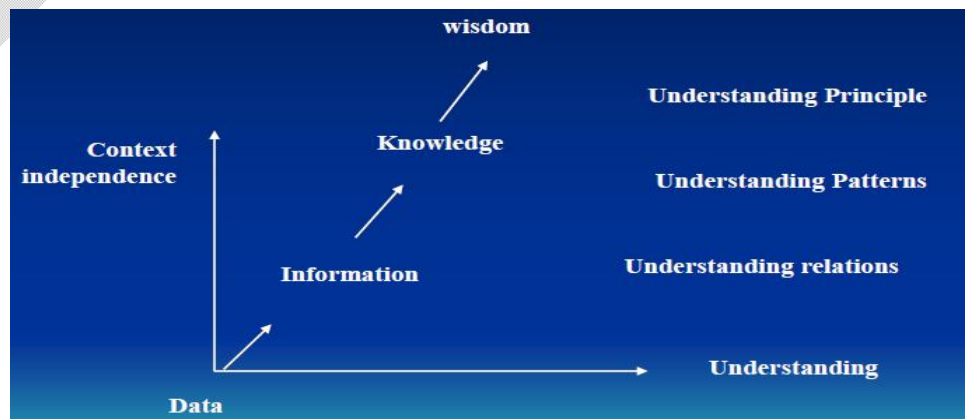 wisdom
Understanding Principle
Knowledge
Context
independence
Understanding Patterns
Information
Understanding relations
Understanding
Data